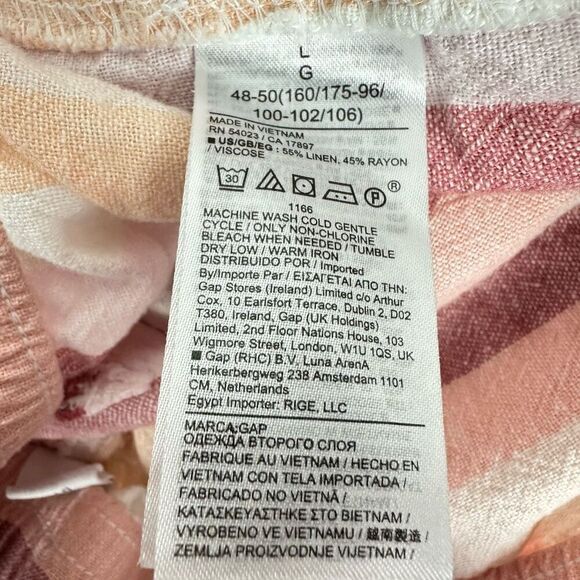 L
G
48-50(160/175-96/
100-102/106)
MADE IN VIETNAM
RN 54023 / CA 17897
■ US/GB/EG : 55% LINEN, 45% RAYON
/ VISCOSE
30
®
1166
MACHINE WASH COLD GENTLE
CYCLE / ONLY NON-CHLORINE
BLEACH WHEN NEEDED / TUMBLE
DRY LOW / WARM IRON
DISTRIBUIDO POR / Imported
By/Importe Par / ΕΙΣΑΓΕΤΑΙ ΑΠΟ ΤΗΝ:
Gap Stores (Ireland) Limited c/o Arthur
Cox, 10 Earlsfort Terrace, Dublin 2, D02
T380, Ireland, Gap (UK Holdings)
Limited, 2nd Floor Nations House, 103
Wigmore Street, London, W1U 1QS, UK
■ Gap (RHC) B.V, Luna ArenA
Herikerbergweg 238 Amsterdam 1101
CM, Netherlands
Egypt Importer: RIGE, LLC
MARCA:GAP
ОДЕЖДА ВТОРОГО СЛОЯ
FABRIQUE AU VIETNAM / HECHO EN
VIETNAM CON TELA IMPORTADA /
FABRICADO NO VIETNÃ /
ΚΑΤΑΣΚΕΥΑΣΤΗΚΕ ΣΤΟ ΒΙΕΤΝΑΜ /
VYROBENO VE VIETNAMU / 越南製造 /
ZEMLJA PROIZVODNJE VIJETNAM